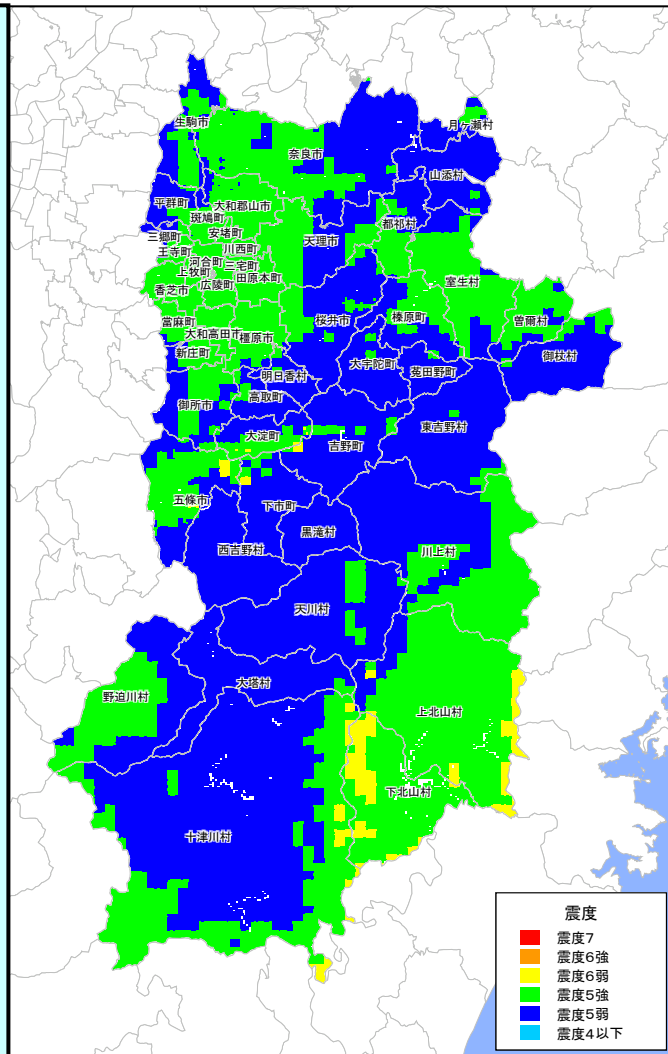 生駒市
月ヶ瀬村
奈良市
山添村
平群町
大和郡山市
斑鳩町
都祁村
安堵町
三郷町
天理市
川西町
王寺町
河合町
三宅町
上牧町
田原本町
室生村
広陵町
香芝市
榛原町
桜井市
當麻町
曽爾村
大和高田市
橿原市
新庄町
御杖村
大宇陀町
菟田野町
明日香村
高取町
御所市
東吉野村
大淀町
吉野町
五條市
下市町
黒滝村
西吉野村
川上村
天川村
大塔村
野迫川村
上北山村
下北山村
十津川村
震度
震度7
震度6強
震度6弱
震度5強
震度5弱
震度4以下